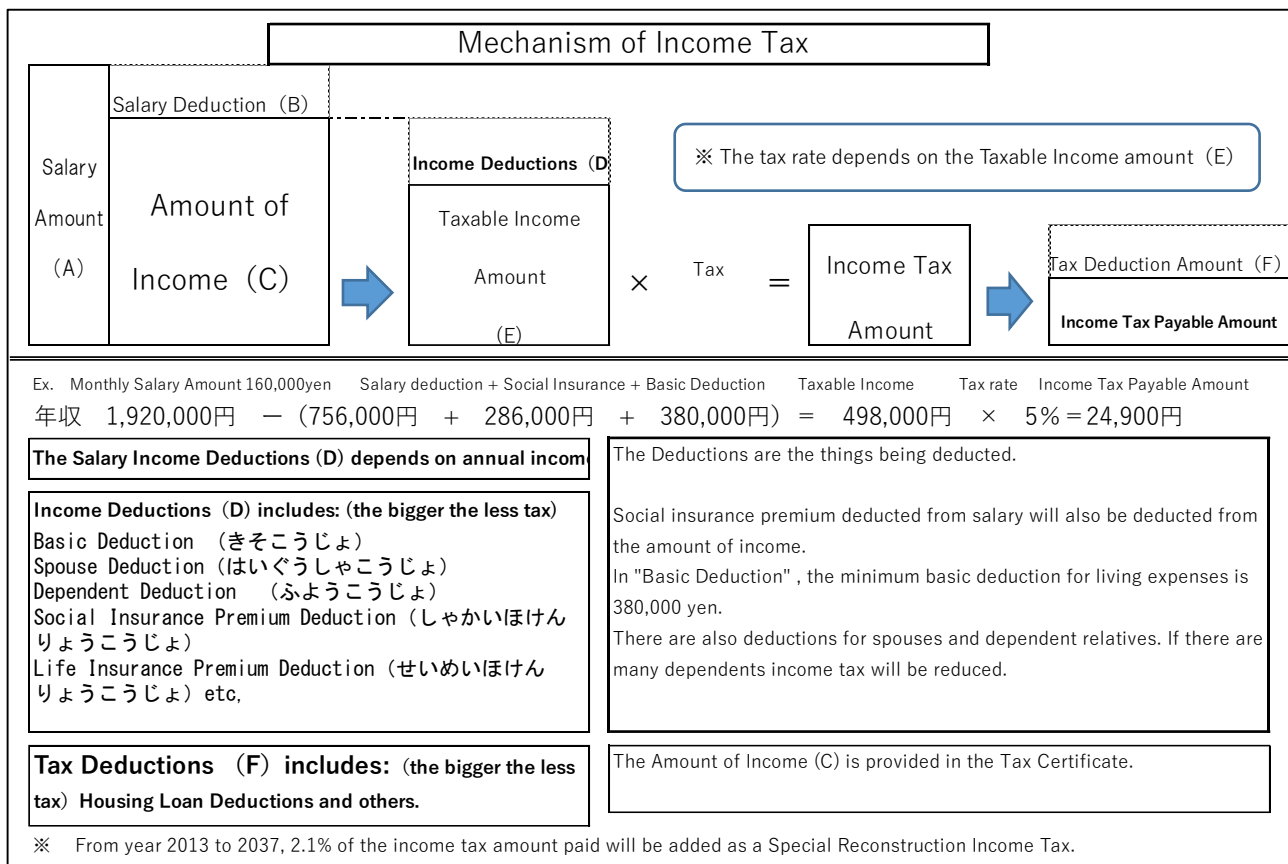 Mechanism of Income Tax
Salary Deduction（B）
Salary
Amount
（A）
Amount of
Income（C）
Income Deductions（D
Taxable Income
Amount
（E）
※ The tax rate depends on the Taxable Income amount（E）
×
Tax
=
Income Tax
Amount
Tax Deduction Amount（F）
Income Tax Payable Amount
Ex. Monthly Salary Amount 160,000yen Salary deduction + Social Insurance + Basic Deduction Taxable Income Tax rate Income Tax Payable Amount
年収 1,920,000円 －（756,000円 + 286,000円 + 380,000円） = 498,000円 × 5%＝24,900円
The Salary Income Deductions (D) depends on annual incom
Income Deductions（D) includes: (the bigger the less tax)
Basic Deduction （きそこうじょ）
Spouse Deduction（はいぐうしゃこうじょ）
Dependent Deduction （ふようこうじょ）
Social Insurance Premium Deduction（しゃかいほけん
りょうこうじょ）
Life Insurance Premium Deduction（せいめいほけん
りょうこうじょ）etc,
The Deductions are the things being deducted.
Social insurance premium deducted from salary will also be deducted from
the amount of income.
In "Basic Deduction" , the minimum basic deduction for living expenses is
380,000 yen.
There are also deductions for spouses and dependent relatives. If there are
many dependents income tax will be reduced.
Tax Deductions （F）includes: (the bigger the less
tax）Housing Loan Deductions and others.
The Amount of Income (C) is provided in the Tax Certificate.
※ From year 2013 to 2037, 2.1% of the income tax amount paid will be added as a Special Reconstruction Income Tax.